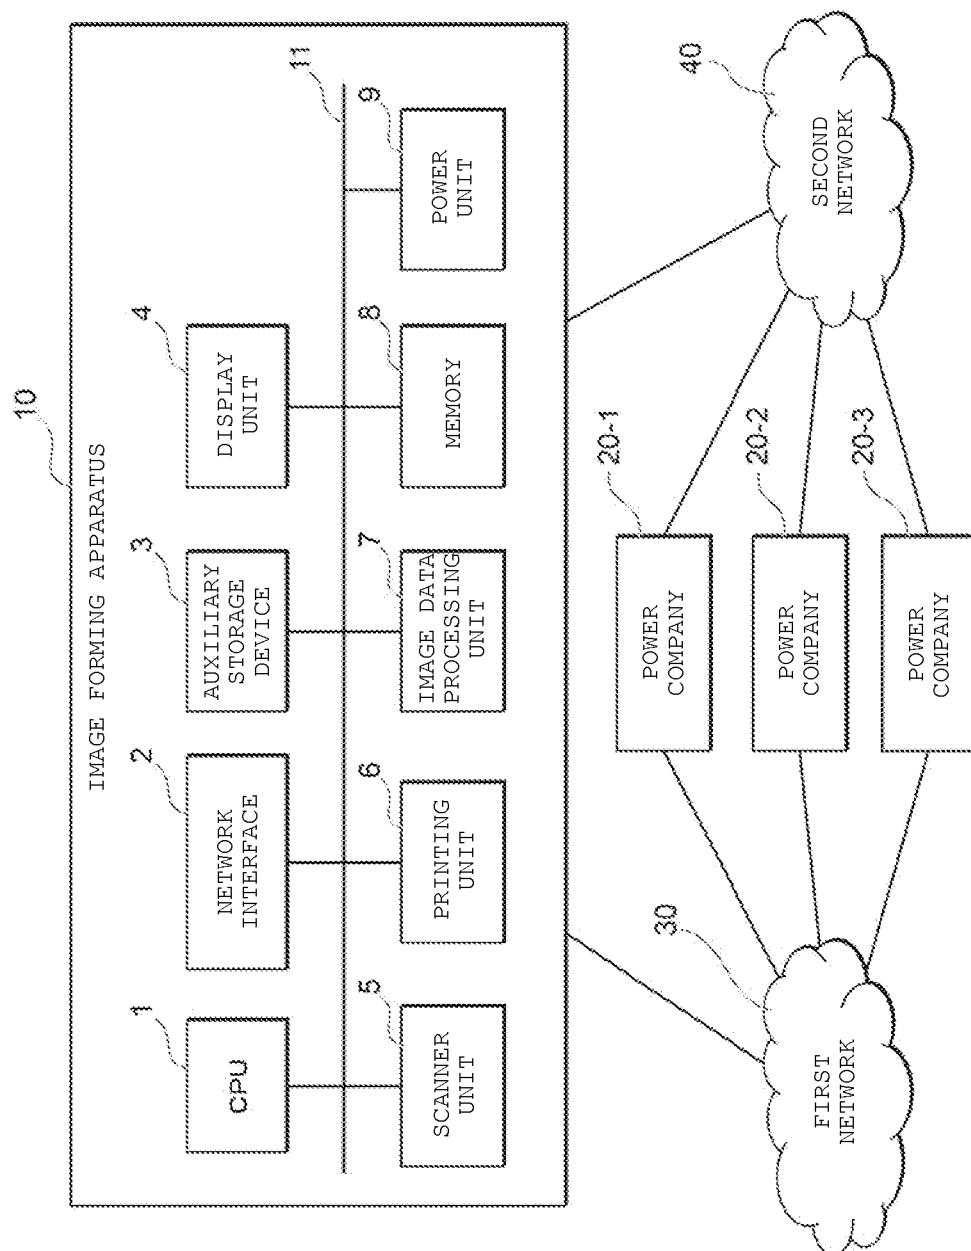 10
IMAGE FORMING APPARATUS
1
CPU
2
NETWORK
INTERFACE
3
AUXILIARY
STORAGE
DEVICE
4
DISPLAY
UNIT
11
5
SCANNER
UNIT
6
PRINTING
UNIT
7
IMAGE DATA
PROCESSING
UNIT
8
MEMORY
9
POWER
UNIT
30
FIRST
NETWORK
20-1
POWER
COMPANY
20-2
POWER
COMPANY
20-3
POWER
COMPANY
40
SECOND
NETWORK